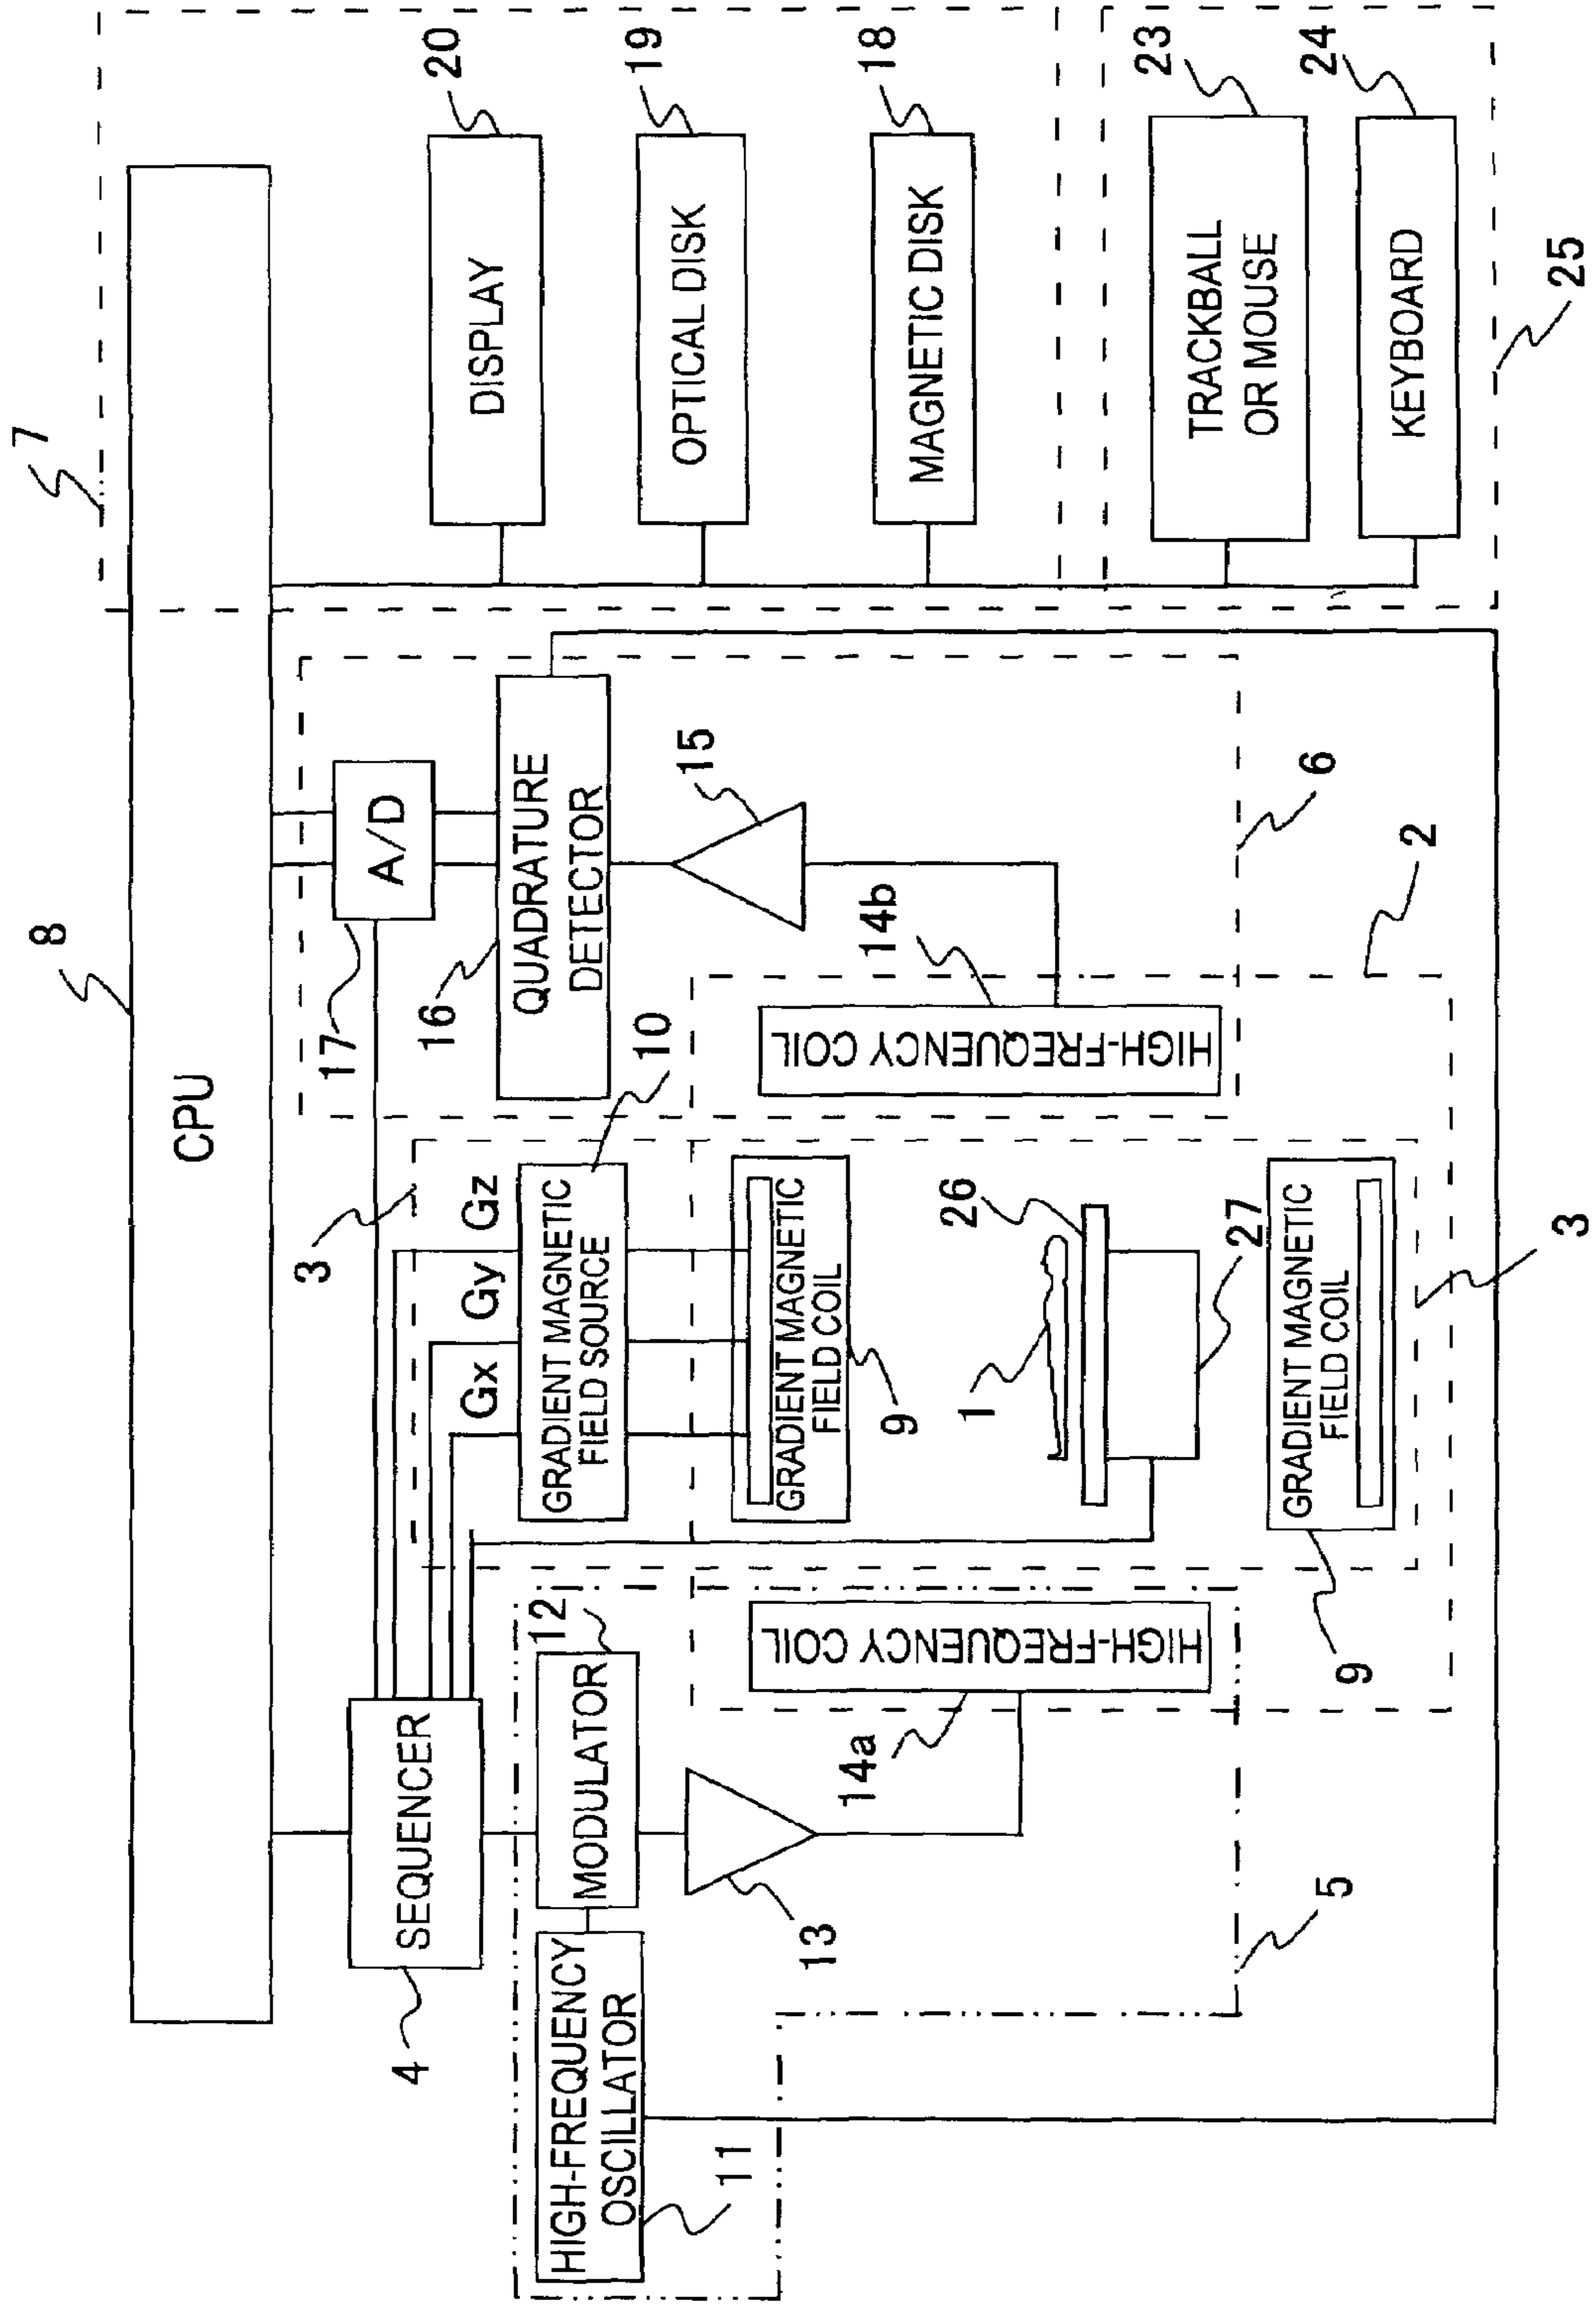 8
CPU
7
SEQUENCER
4
17
A/D
3
Gx
Gy
Gz
DISPLAY
20
HIGH-FREQUENCY
OSCILLATOR
11
MODULATOR
12
GRADIENT MAGNETIC
FIELD SOURCE
10
16
QUADRATURE
DETECTOR
OPTICAL DISK
19
13
15
GRADIENT MAGNETIC
FIELD COIL
9
14a
HIGH-FREQUENCY COIL
14b
HIGH-FREQUENCY COIL
MAGNETIC DISK
18
1
26
27
5
6
TRACKBALL
OR MOUSE
23
GRADIENT MAGNETIC
FIELD COIL
9
2
KEYBOARD
24
3
25